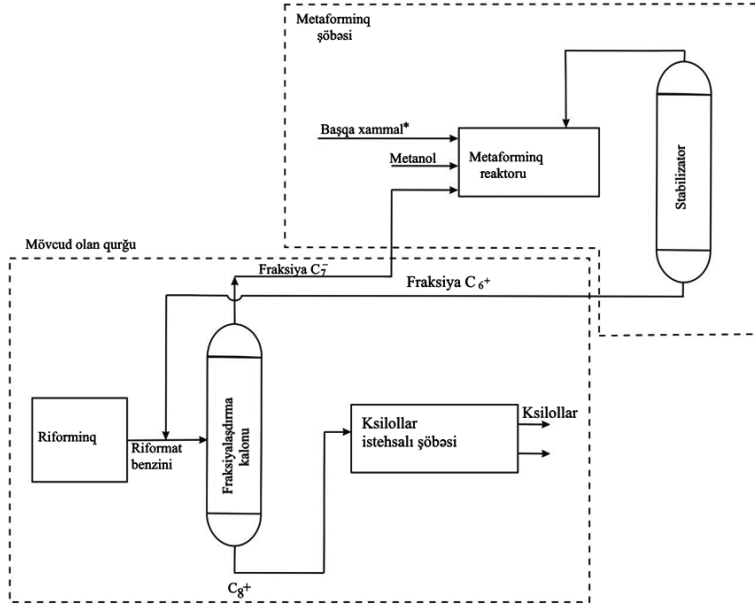 Metaforminq
şöbəsi
Başqa xammal*
Metanol
Metaforminq
reaktoru
Stabilizator
Mövcud olan qurğu
Fraksiya C₇⁻
Fraksiya C ₆⁺
Riforminq
Riformat
benzini
Fraksiyalaşdırma
kalonu
Ksilollar
istehsalı şöbəsi
Ksilollar
C₈⁺